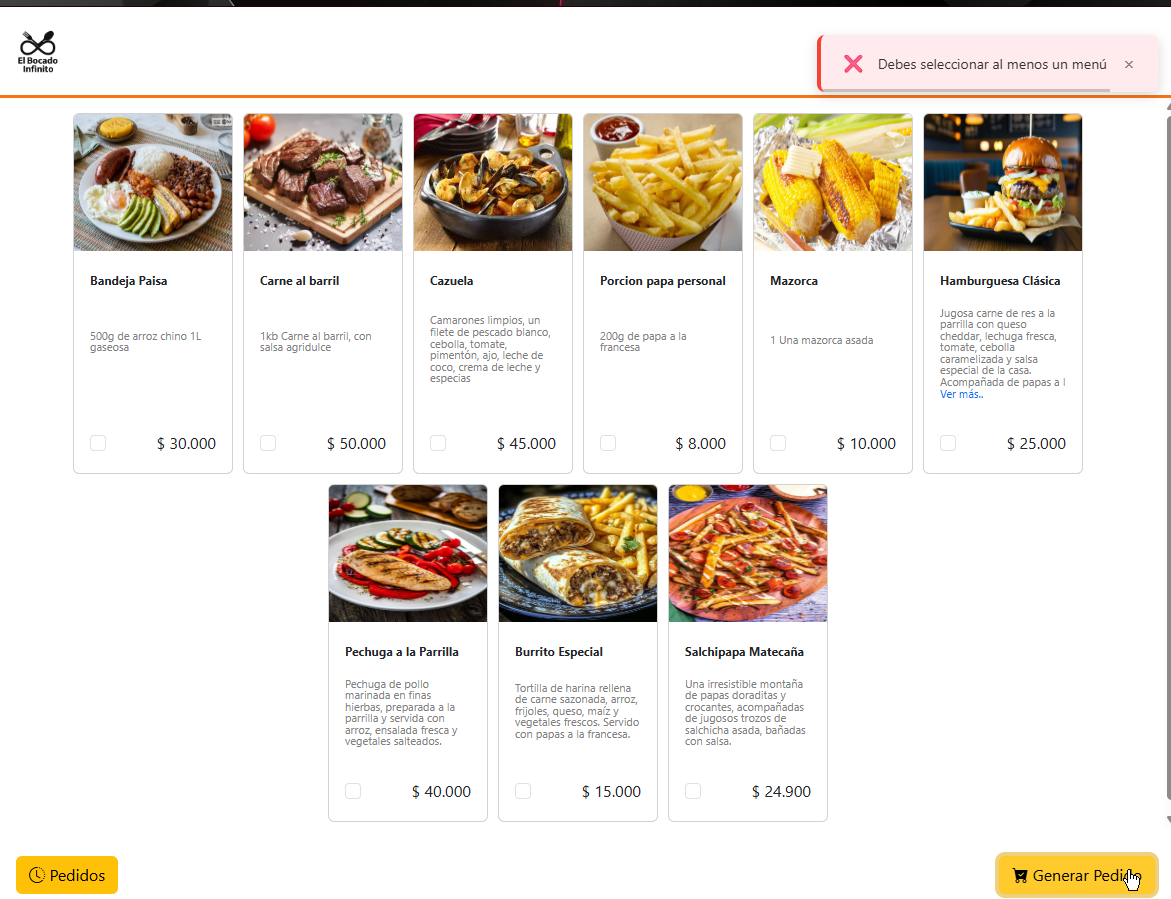 El Bocado
Infinito
Debes seleccionar al menos un menú
Bandeja Paisa
500g de arroz chino 1L
gaseosa
$ 30.000
Carne al barril
1kb Carne al barril, con
salsa agridulce
$ 50.000
Cazuela
Camarones limpios, un
filete de pescado blanco,
cebolla, tomate,
pimentón, ajo, leche de
coco, crema de leche y
especias
$ 45.000
Porcion papa personal
200g de papa a la
francesa
$ 8.000
Mazorca
1 Una mazorca asada
$ 10.000
Hamburguesa Clásica
Jugosa carne de res a la
parrilla con queso
cheddar, lechuga fresca,
tomate, cebolla
caramelizada y salsa
especial de la casa.
Acompañada de papas a l
Ver más..
$ 25.000
Pechuga a la Parrilla
Pechuga de pollo
marinada en finas
hierbas, preparada a la
parrilla y servida con
arroz, ensalada fresca y
vegetales salteados.
$ 40.000
Burrito Especial
Tortilla de harina rellena
de carne sazonada, arroz,
frijoles, queso, maíz y
vegetales frescos. Servido
con papas a la francesa.
$ 15.000
Salchipapa Matecaña
Una irresistible montaña
de papas doraditas y
crocantes, acompañadas
de jugosos trozos de
salchicha asada, bañadas
con salsa.
$ 24.900
Pedidos
Generar Pedido